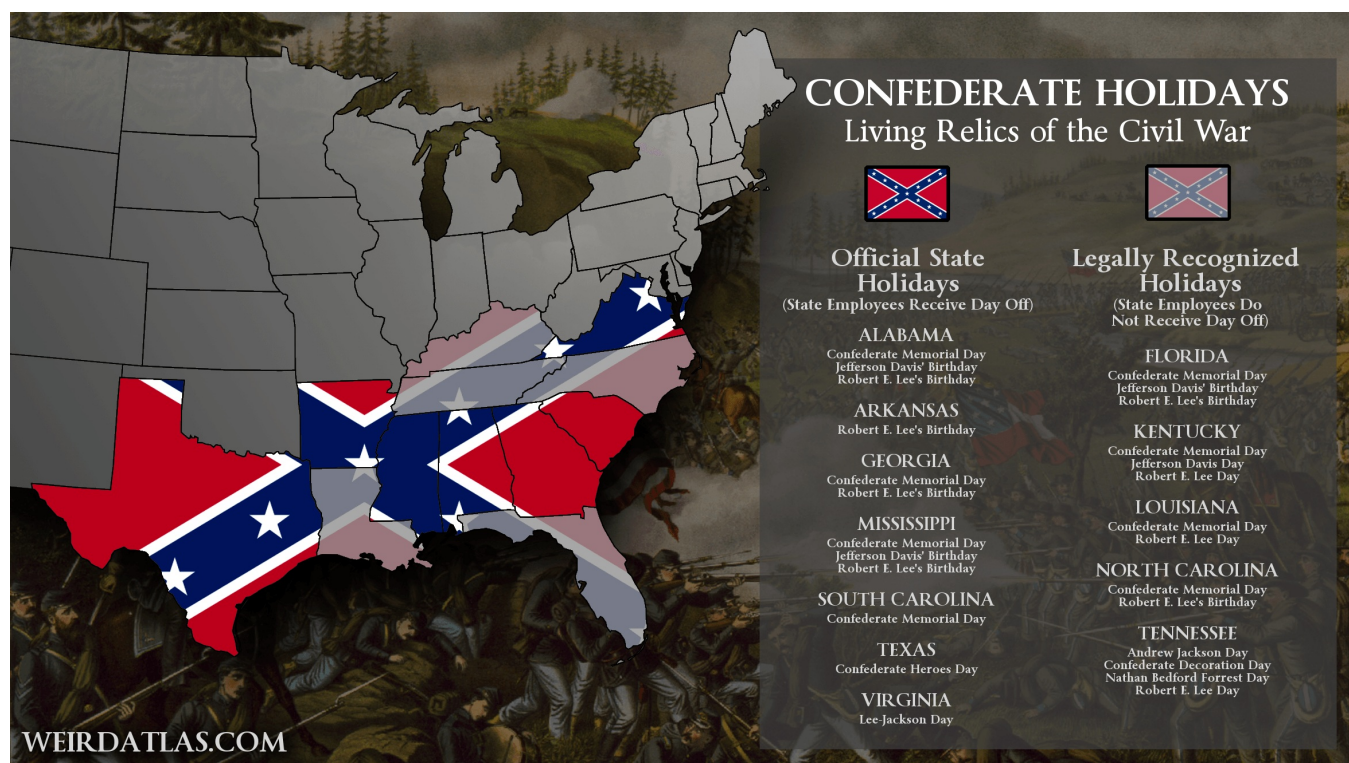 CONFEDERATE HOLIDAYS
Living Relics of the Civil War
Official State
Holidays
(State Employees Receive Day Off)
ALABAMA
Confederate Memorial Day
Jefferson Davis' Birthday
Robert E. Lee's Birthday
ARKANSAS
Robert E. Lee's Birthday
GEORGIA
Confederate Memorial Day
Robert E. Lee's Birthday
MISSISSIPPI
Confederate Memorial Day
Jefferson Davis' Birthday
Robert E. Lee's Birthday
SOUTH CAROLINA
Confederate Memorial Day
TEXAS
Confederate Heroes Day
VIRGINIA
Lee-Jackson Day
Legally Recognized
Holidays
(State Employees Do
Not Receive Day Off)
FLORIDA
Confederate Memorial Day
Jefferson Davis' Birthday
Robert E. Lee's Birthday
KENTUCKY
Confederate Memorial Day
Jefferson Davis Day
Robert E. Lee Day
LOUISIANA
Confederate Memorial Day
Robert E. Lee Day
NORTH CAROLINA
Confederate Memorial Day
Robert E. Lee's Birthday
TENNESSEE
Andrew Jackson Day
Confederate Decoration Day
Nathan Bedford Forrest Day
Robert E. Lee Day
WEIRDATLAS.COM